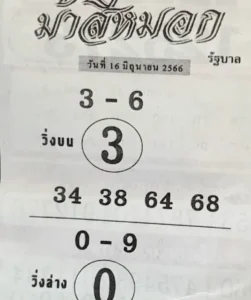 ม้าสีหมอก
วันที่ 16 มิถุนายน 2566 รัฐบาล
3 - 6
วิ่งบน 3
34 38 64 68
0 - 9
วิ่งล่าง 0